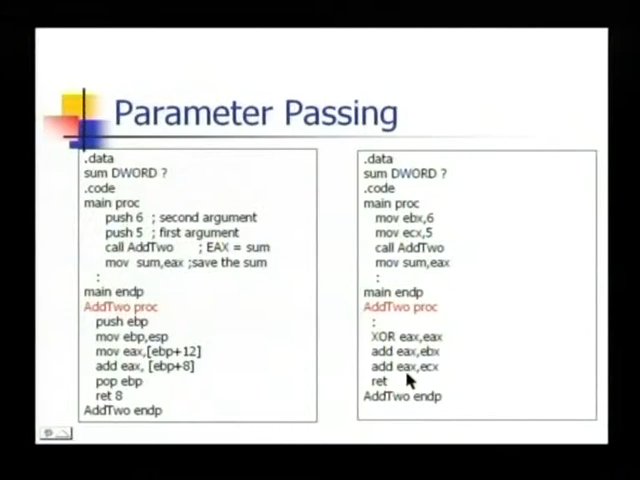 Parameter Passing
.data
sum DWORD ?
.code
main proc
push 6 ; second argument
push 5 ; first argument
call AddTwo ; EAX = sum
mov sum,eax ;save the sum
:
main endp
AddTwo proc
push ebp
mov ebp,esp
mov eax,[ebp+12]
add eax, [ebp+8]
pop ebp
ret 8
AddTwo endp
.data
sum DWORD ?
.code
main proc
mov ebx,6
mov ecx,5
call AddTwo
mov sum,eax
:
main endp
AddTwo proc
:
XOR eax,eax
add eax,ebx
add eax,ecx
ret
AddTwo endp